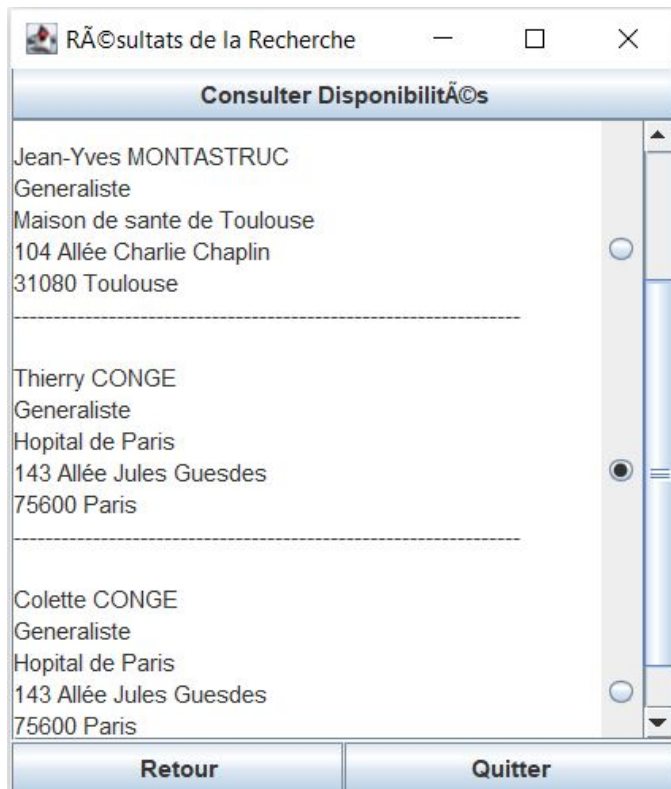 RÃ©sultats de la Recherche
Consulter DisponibilitÃ©s
Jean-Yves MONTASTRUC
Generaliste
Maison de sante de Toulouse
104 Allée Charlie Chaplin
31080 Toulouse
---------------------------------------------------------------
Thierry CONGE
Generaliste
Hopital de Paris
143 Allée Jules Guesdes
75600 Paris
---------------------------------------------------------------
Colette CONGE
Generaliste
Hopital de Paris
143 Allée Jules Guesdes
75600 Paris
Retour Quitter